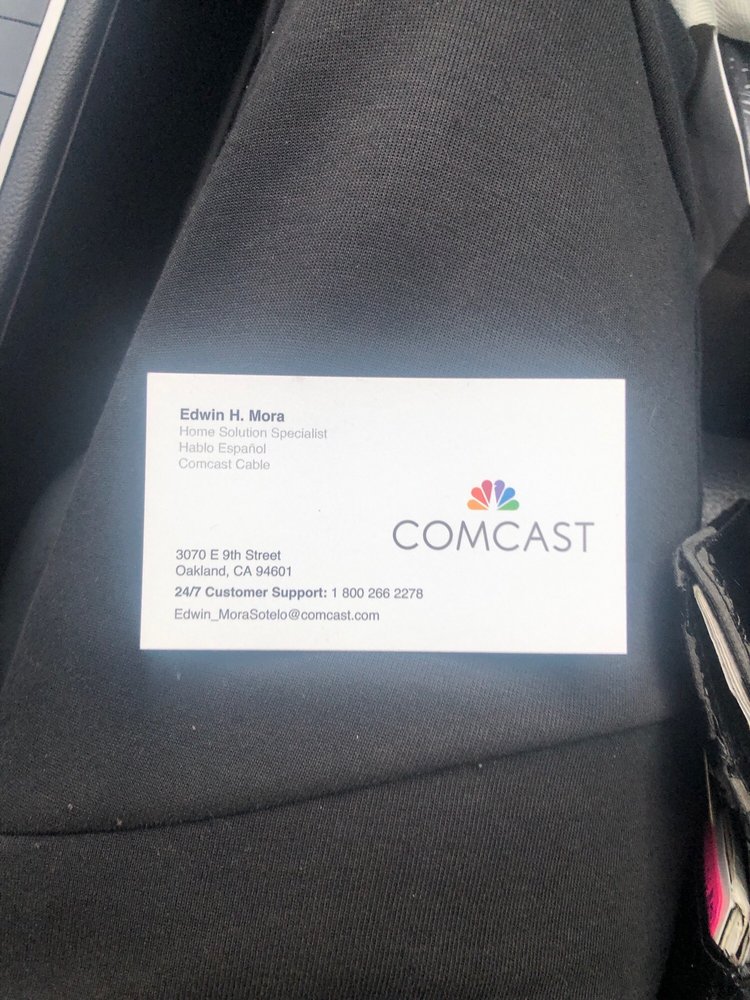 Edwin H. Mora
Home Solution Specialist
Hablo Español
Comcast Cable
COMCAST
3070 E 9th Street
Oakland, CA 94601
24/7 Customer Support: 1 800 266 2278
Edwin_MoraSotelo@comcast.com